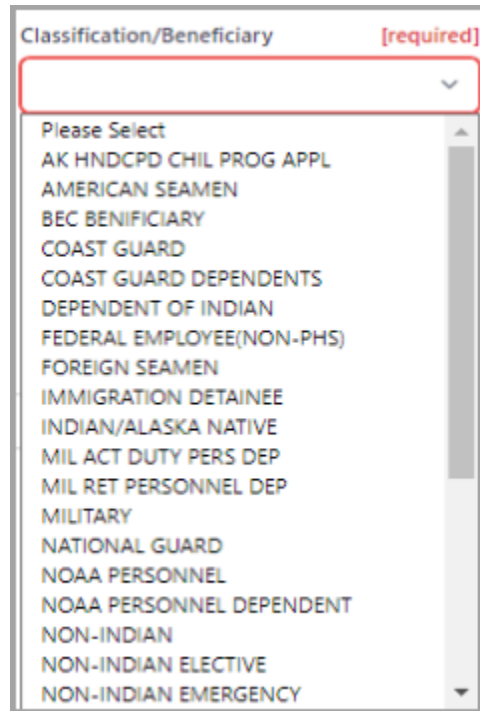 Classification/Beneficiary [required]
Please Select
AK HNDCPD CHIL PROG APPL
AMERICAN SEAMEN
BEC BENIFICIARY
COAST GUARD
COAST GUARD DEPENDENTS
DEPENDENT OF INDIAN
FEDERAL EMPLOYEE(NON-PHS)
FOREIGN SEAMEN
IMMIGRATION DETAINEE
INDIAN/ALASKA NATIVE
MIL ACT DUTY PERS DEP
MIL RET PERSONNEL DEP
MILITARY
NATIONAL GUARD
NOAA PERSONNEL
NOAA PERSONNEL DEPENDENT
NON-INDIAN
NON-INDIAN ELECTIVE
NON-INDIAN EMERGENCY